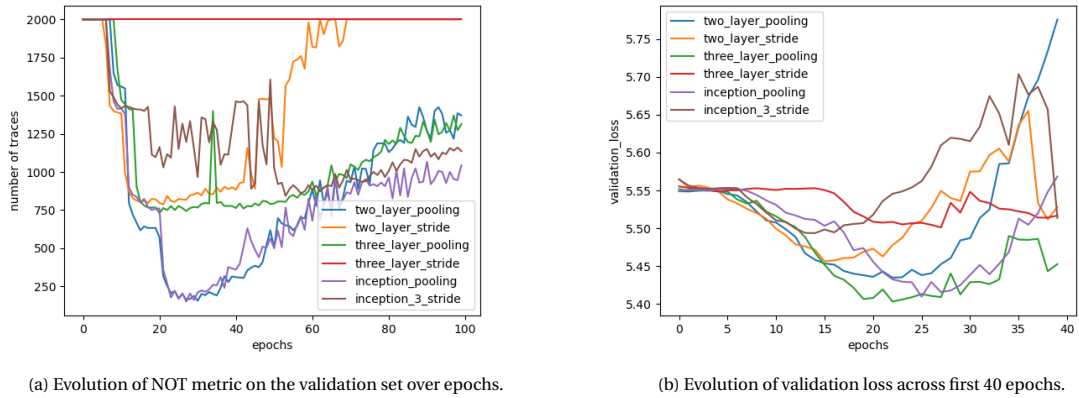 2000
1750
1500
1250
1000
750
500
250
number of traces
0
20
40
60
80
100
epochs
two_layer_pooling
two_layer_stride
three_layer_pooling
three_layer_stride
inception_pooling
inception_3_stride
(a) Evolution of NOT metric on the validation set over epochs.
5.75
5.70
5.65
5.60
5.55
5.50
5.45
5.40
validation_loss
0
5
10
15
20
25
30
35
40
epochs
two_layer_pooling
two_layer_stride
three_layer_pooling
three_layer_stride
inception_pooling
inception_3_stride
(b) Evolution of validation loss across first 40 epochs.